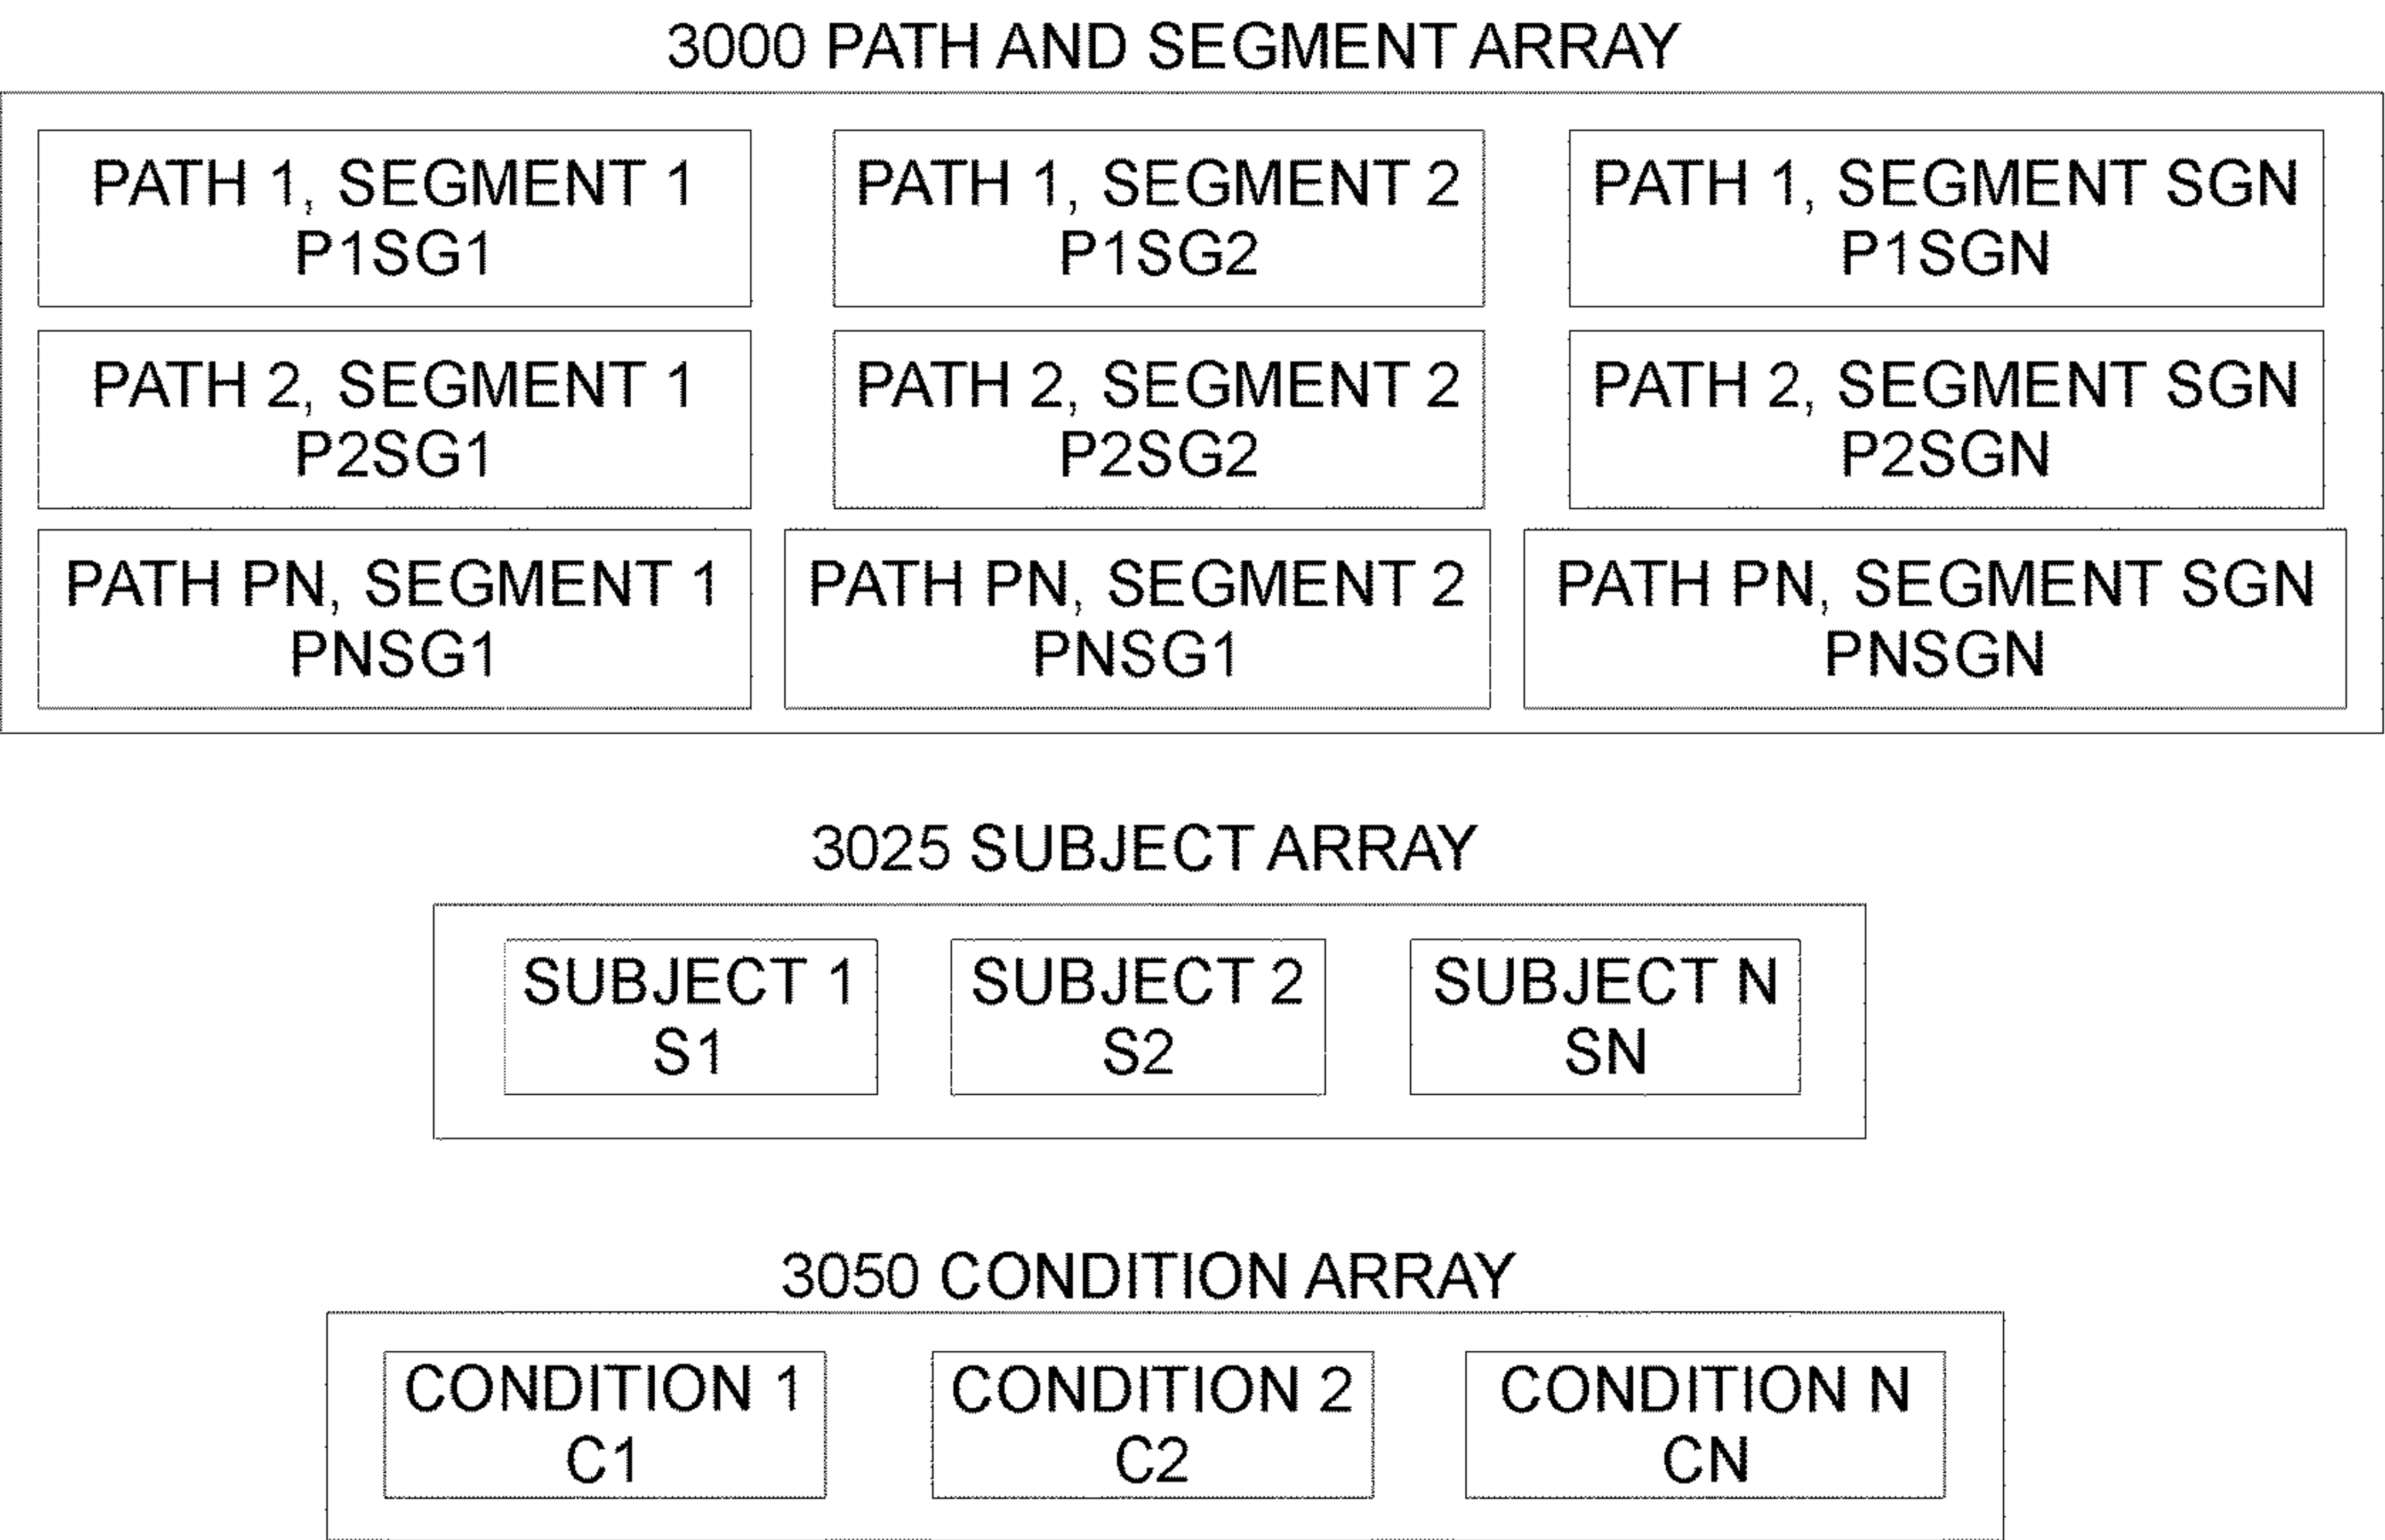 3000 PATH AND SEGMENT ARRAY
PATH 1, SEGMENT 1
P1SG1
PATH 1, SEGMENT 2
P1SG2
PATH 1, SEGMENT SGN
P1SGN
PATH 2, SEGMENT 1
P2SG1
PATH 2, SEGMENT 2
P2SG2
PATH 2, SEGMENT SGN
P2SGN
PATH PN, SEGMENT 1
PNSG1
PATH PN, SEGMENT 2
PNSG1
PATH PN, SEGMENT SGN
PNSGN
3025 SUBJECT ARRAY
SUBJECT 1
S1
SUBJECT 2
S2
SUBJECT N
SN
3050 CONDITION ARRAY
CONDITION 1
C1
CONDITION 2
C2
CONDITION N
CN